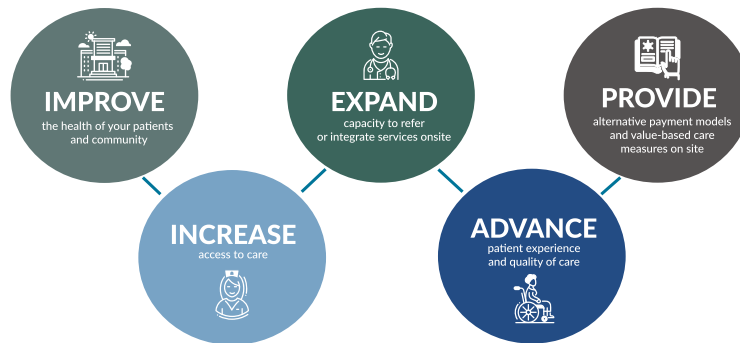 IMPROVE
the health of your patients
and community
INCREASE
access to care
EXPAND
capacity to refer
or integrate services onsite
ADVANCE
patient experience
and quality of care
PROVIDE
alternative payment models
and value-based care
measures on site